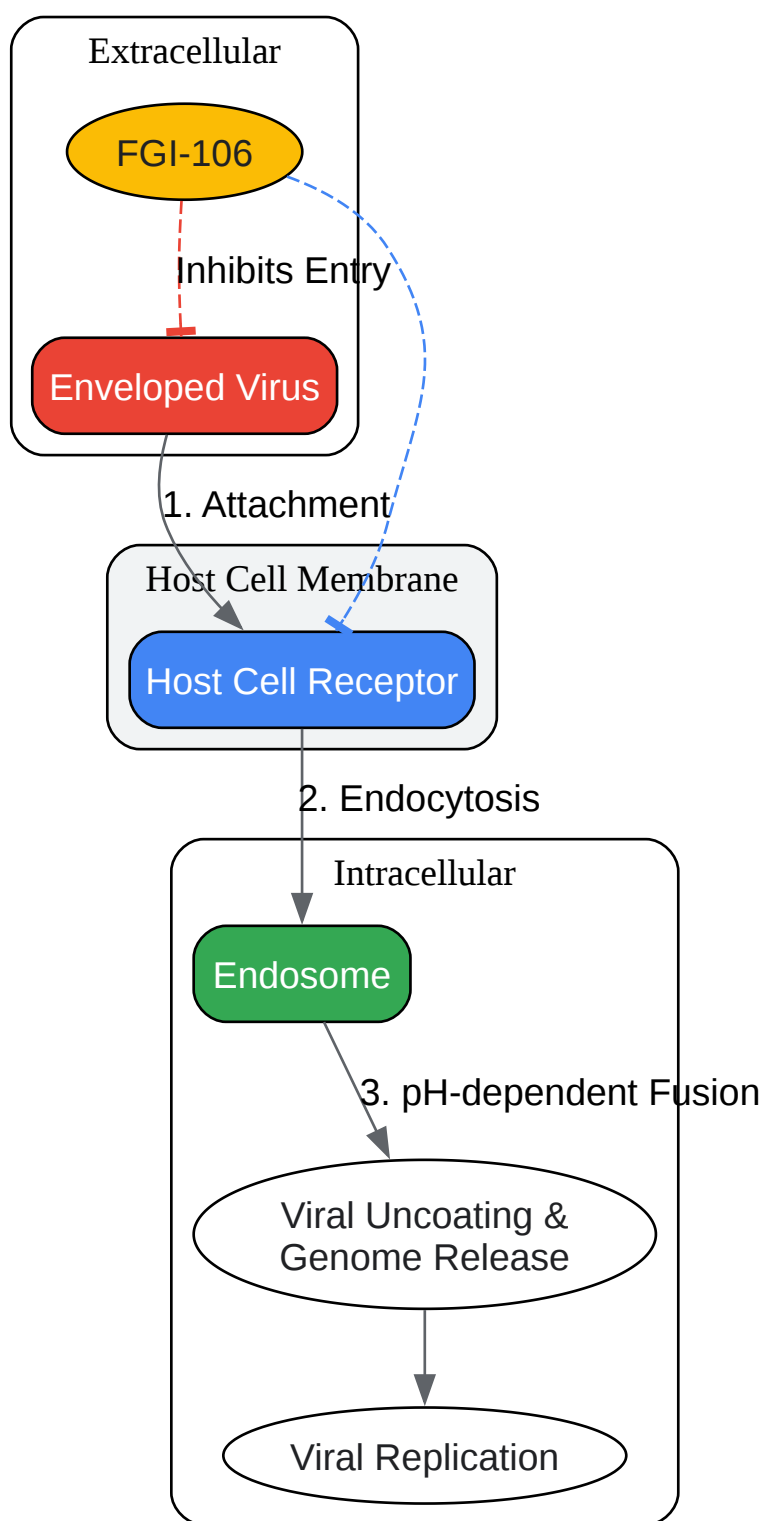 Extracellular
FGI-106
Inhibits Entry
Enveloped Virus
1. Attachment
Host Cell Membrane
Host Cell Receptor
2. Endocytosis
Intracellular
Endosome
3. pH-dependent Fusion
Viral Uncoating &
Genome Release
Viral Replication